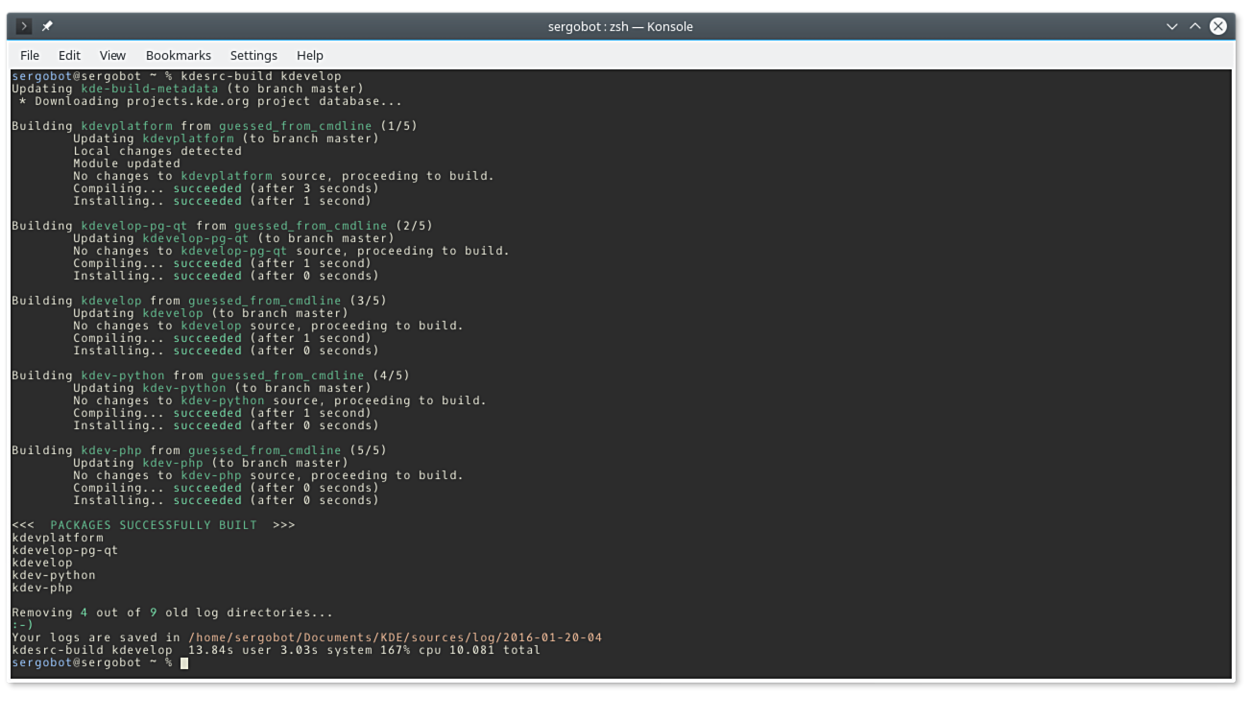 sergobot : zsh — Konsole
File Edit View Bookmarks Settings Help
sergobot@sergobot ~ % kdesrc-build kdevelop
Updating kde-build-metadata (to branch master)
 * Downloading projects.kde.org project database...

Building kdevplatform from guessed_from_cmdline (1/5)
        Updating kdevplatform (to branch master)
        Local changes detected
        Module updated
        No changes to kdevplatform source, proceeding to build.
        Compiling... succeeded (after 3 seconds)
        Installing.. succeeded (after 1 second)

Building kdevelop-pg-qt from guessed_from_cmdline (2/5)
        Updating kdevelop-pg-qt (to branch master)
        No changes to kdevelop-pg-qt source, proceeding to build.
        Compiling... succeeded (after 1 second)
        Installing.. succeeded (after 0 seconds)

Building kdevelop from guessed_from_cmdline (3/5)
        Updating kdevelop (to branch master)
        No changes to kdevelop source, proceeding to build.
        Compiling... succeeded (after 1 second)
        Installing.. succeeded (after 0 seconds)

Building kdev-python from guessed_from_cmdline (4/5)
        Updating kdev-python (to branch master)
        No changes to kdev-python source, proceeding to build.
        Compiling... succeeded (after 1 second)
        Installing.. succeeded (after 0 seconds)

Building kdev-php from guessed_from_cmdline (5/5)
        Updating kdev-php (to branch master)
        No changes to kdev-php source, proceeding to build.
        Compiling... succeeded (after 0 seconds)
        Installing.. succeeded (after 0 seconds)

<<<  PACKAGES SUCCESSFULLY BUILT  >>>
kdevplatform
kdevelop-pg-qt
kdevelop
kdev-python
kdev-php

Removing 4 out of 9 old log directories...
:-)
Your logs are saved in /home/sergobot/Documents/KDE/sources/log/2016-01-20-04
kdesrc-build kdevelop  13.84s user 3.03s system 167% cpu 10.081 total
sergobot@sergobot ~ %